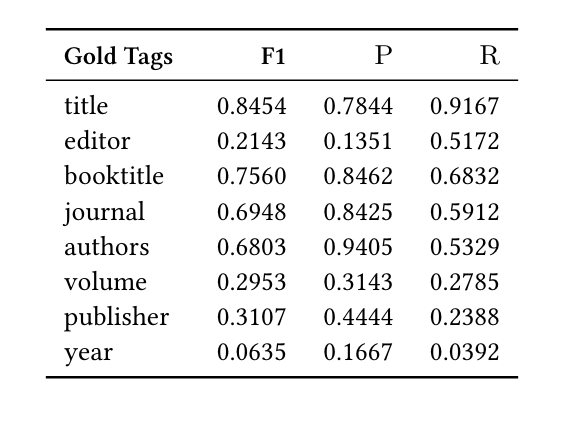 Gold Tags F1 P R
title 0.8454 0.7844 0.9167
editor 0.2143 0.1351 0.5172
booktitle 0.7560 0.8462 0.6832
journal 0.6948 0.8425 0.5912
authors 0.6803 0.9405 0.5329
volume 0.2953 0.3143 0.2785
publisher 0.3107 0.4444 0.2388
year 0.0635 0.1667 0.0392